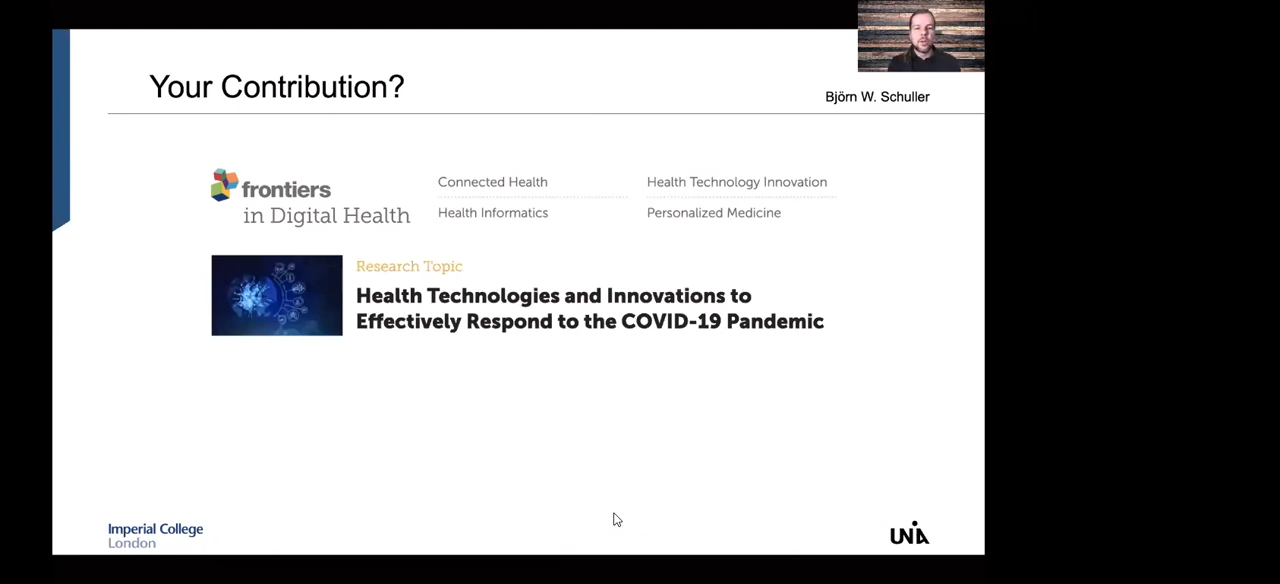 Your Contribution?
Björn W. Schuller
frontiers
in Digital Health
Connected Health
Health Technology Innovation
Health Informatics
Personalized Medicine
Research Topic
Health Technologies and Innovations to
Effectively Respond to the COVID-19 Pandemic
Imperial College
London
UNIA